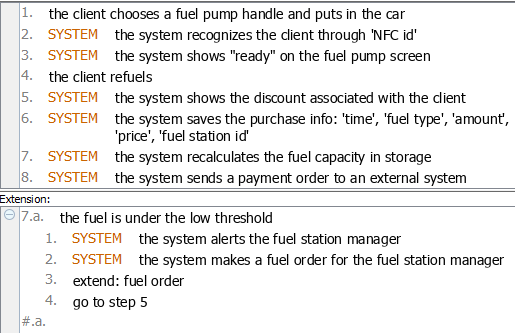 1. the client chooses a fuel pump handle and puts in the car
2. SYSTEM the system recognizes the client through 'NFC id'
3. SYSTEM the system shows "ready" on the fuel pump screen
4. the client refuels
5. SYSTEM the system shows the discount associated with the client
6. SYSTEM the system saves the purchase info: 'time', 'fuel type', 'amount',
'price', 'fuel station id'
7. SYSTEM the system recalculates the fuel capacity in storage
8. SYSTEM the system sends a payment order to an external system
Extension:
7.a. the fuel is under the low threshold
1. SYSTEM the system alerts the fuel station manager
2. SYSTEM the system makes a fuel order for the fuel station manager
3. extend: fuel order
4. go to step 5
#.a.